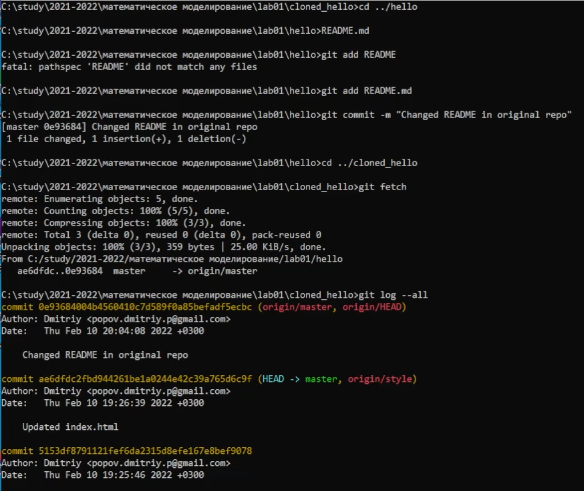 C:\study\2021-2022\математическое моделирование\lab01\cloned_hello>cd ../hello
C:\study\2021-2022\математическое моделирование\lab01\hello>README.md
C:\study\2021-2022\математическое моделирование\lab01\hello>git add README
fatal: pathspec 'README' did not match any files
C:\study\2021-2022\математическое моделирование\lab01\hello>git add README.md
C:\study\2021-2022\математическое моделирование\lab01\hello>git commit -m "Changed README in original repo"
[master 0e93684] Changed README in original repo
 1 file changed, 1 insertion(+), 1 deletion(-)
C:\study\2021-2022\математическое моделирование\lab01\hello>cd ../cloned_hello
C:\study\2021-2022\математическое моделирование\lab01\cloned_hello>git fetch
remote: Enumerating objects: 5, done.
remote: Counting objects: 100% (5/5), done.
remote: Compressing objects: 100% (3/3), done.
remote: Total 3 (delta 0), reused 0 (delta 0), pack-reused 0
Unpacking objects: 100% (3/3), 359 bytes | 25.00 KiB/s, done.
From C:/study/2021-2022/математическое моделирование/lab01/hello
   ae6dfdc..0e93684  master     -> origin/master
C:\study\2021-2022\математическое моделирование\lab01\cloned_hello>git log --all
commit 0e93684004b4560410c7d589f0a85befadf5ecbc (origin/master, origin/HEAD)
Author: Dmitriy <popov.dmitriy.p@gmail.com>
Date:   Thu Feb 10 20:04:08 2022 +0300
    Changed README in original repo
commit ae6dfdc2fbd944261be1a0244e42c39a765d6c9f (HEAD -> master, origin/style)
Author: Dmitriy <popov.dmitriy.p@gmail.com>
Date:   Thu Feb 10 19:26:39 2022 +0300
    Updated index.html
commit 5153df8791121fef6da2315d8efe167e8bef9078
Author: Dmitriy <popov.dmitriy.p@gmail.com>
Date:   Thu Feb 10 19:25:46 2022 +0300